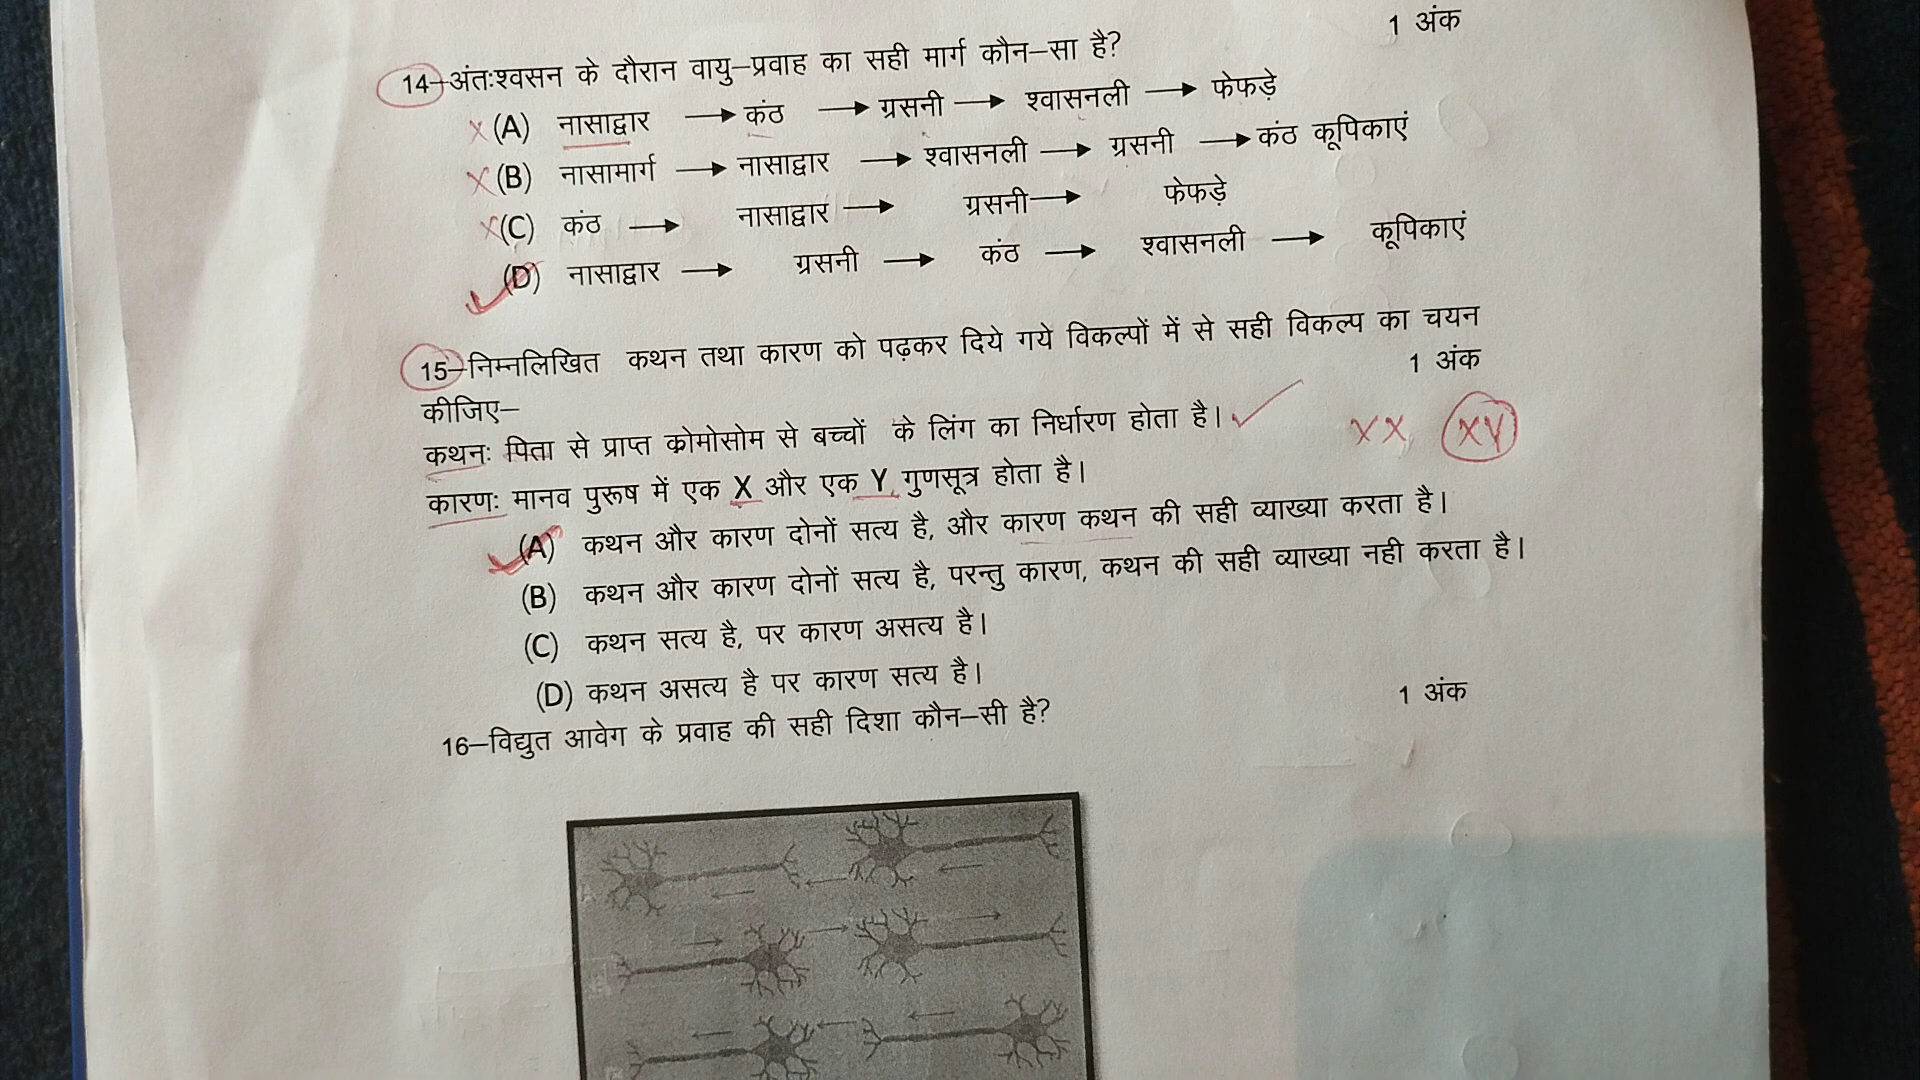 1 अंक
14–अंतःश्वसन के दौरान वायु–प्रवाह का सही मार्ग कौन–सा है?
X (A) नासाद्वार → कंठ → ग्रसनी → श्वासनली → फेफड़े
X (B) नासामार्ग → नासाद्वार → श्वासनली → ग्रसनी → कंठ कूपिकाएं
X (C) कंठ → नासाद्वार → ग्रसनी → फेफड़े
(D) नासाद्वार → ग्रसनी → कंठ → श्वासनली → कूपिकाएं
15–निम्नलिखित कथन तथा कारण को पढ़कर दिये गये विकल्पों में से सही विकल्प का चयन
1 अंक
कीजिए–
कथनः पिता से प्राप्त क्रोमोसोम से बच्चों के लिंग का निर्धारण होता है। XX, XY
कारणः मानव पुरूष में एक X और एक Y गुणसूत्र होता है।
(A) कथन और कारण दोनों सत्य है, और कारण कथन की सही व्याख्या करता है।
(B) कथन और कारण दोनों सत्य है, परन्तु कारण, कथन की सही व्याख्या नही करता है।
(C) कथन सत्य है, पर कारण असत्य है।
(D) कथन असत्य है पर कारण सत्य है।
1 अंक
16–विद्युत आवेग के प्रवाह की सही दिशा कौन–सी है?